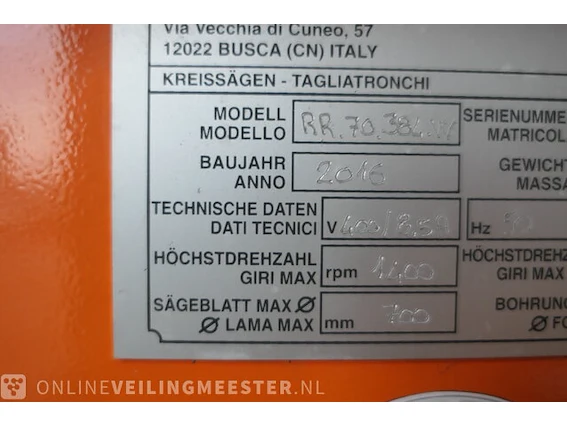 Via Vecchia di Cuneo, 57
12022 BUSCA (CN) ITALY
KREISSÄGEN - TAGLIATRONCHI
MODELL
MODELLO
SERIENUMME
MATRICOL
BAUJAHR
ANNO 2016
GEWICHT
MASSA
TECHNISCHE DATEN
DATI TECNICI V Hz 50
HÖCHSTDREHZAHL
GIRI MAX rpm 1400
HÖCHSTDREHZA
GIRI MAX
SÄGEBLATT MAX Ø
Ø LAMA MAX mm 700
BOHRUNG
Ø FO
ONLINEVEILINGMEESTER.NL